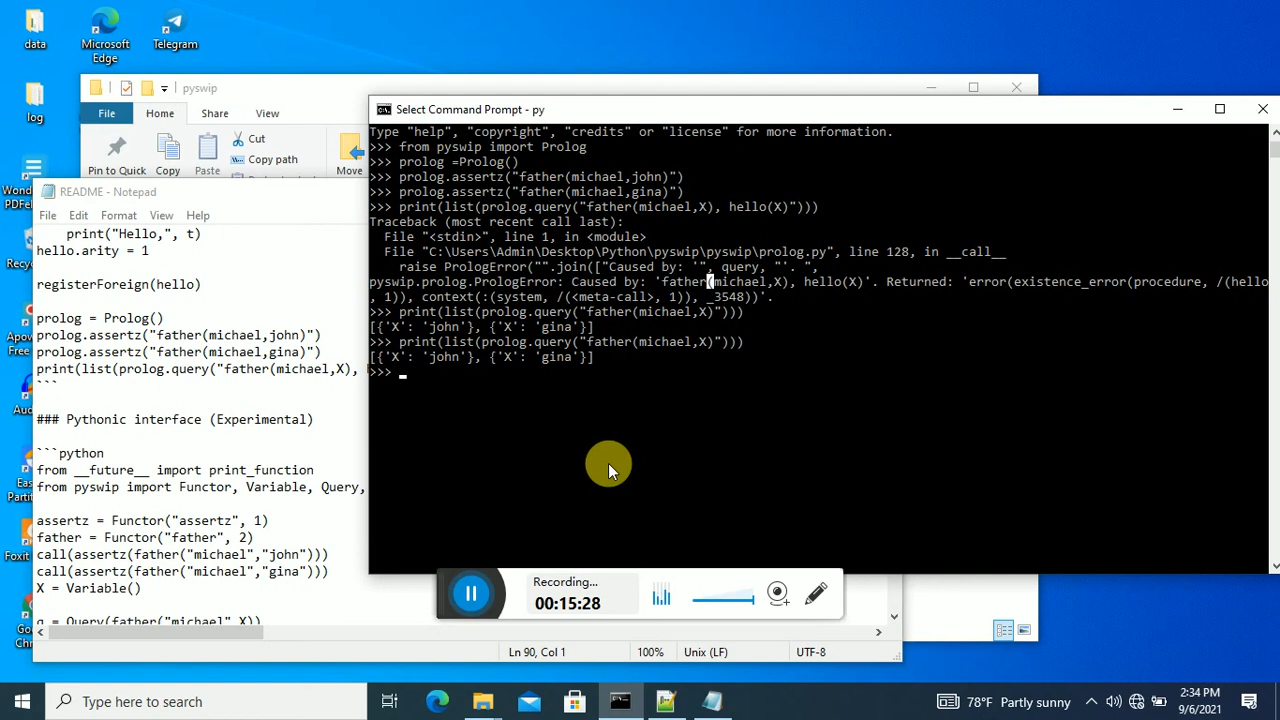 data
Microsoft
Edge
Telegram
log
pyswip
File
Home
Share
View
Pin to Quick
Copy
Paste
Cut
Copy path
Move
README - Notepad
File Edit Format View Help
print("Hello,", t)
hello.arity = 1
registerForeign(hello)
prolog = Prolog()
prolog.assertz("father(michael,john)")
prolog.assertz("father(michael,gina)")
print(list(prolog.query("father(michael,X),
```
### Pythonic interface (Experimental)
```python
from __future__ import print_function
from pyswip import Functor, Variable, Query,
assertz = Functor("assertz", 1)
father = Functor("father", 2)
call(assertz(father("michael","john")))
call(assertz(father("michael","gina")))
X = Variable()
q = Query(father("michael",X))
Ln 90, Col 1
100%
Unix (LF)
UTF-8
Select Command Prompt - py
Type "help", "copyright", "credits" or "license" for more information.
>>> from pyswip import Prolog
>>> prolog =Prolog()
>>> prolog.assertz("father(michael,john)")
>>> prolog.assertz("father(michael,gina)")
>>> print(list(prolog.query("father(michael,X), hello(X)")))
Traceback (most recent call last):
File "<stdin>", line 1, in <module>
File "C:\Users\Admin\Desktop\Python\pyswip\pyswip\prolog.py", line 128, in __call__
raise PrologError("".join(["Caused by: '", query, "'. ",
pyswip.prolog.PrologError: Caused by: 'father(michael,X), hello(X)'. Returned: 'error(existence_error(procedure, /(hello
, 1)), context(:(system, /(<meta-call>, 1)), _3548))'.
>>> print(list(prolog.query("father(michael,X)")))
[{'X': 'john'}, {'X': 'gina'}]
>>> print(list(prolog.query("father(michael,X)")))
[{'X': 'john'}, {'X': 'gina'}]
>>>
Recording...
00:15:28
Type here to search
78°F Partly sunny
2:34 PM
9/6/2021